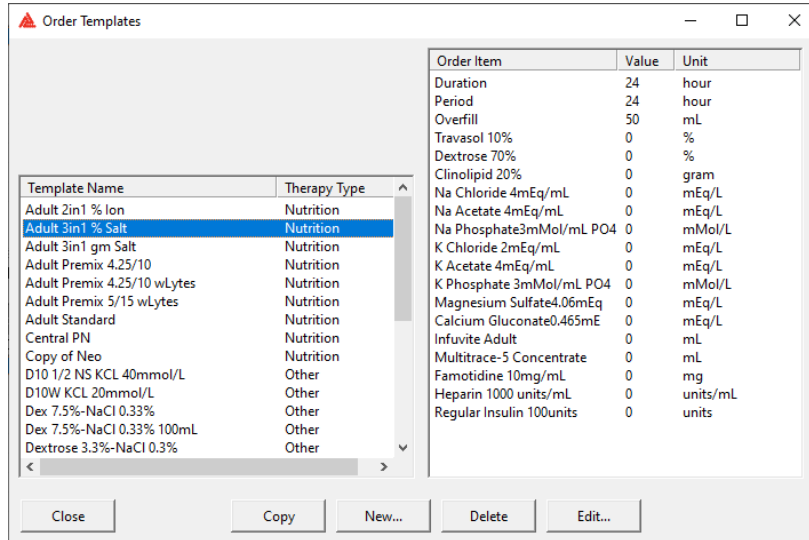 Order Templates
Template Name Therapy Type
Adult 2in1 % Ion Nutrition
Adult 3in1 % Salt Nutrition
Adult 3in1 gm Salt Nutrition
Adult Premix 4.25/10 Nutrition
Adult Premix 4.25/10 wLytes Nutrition
Adult Premix 5/15 wLytes Nutrition
Adult Standard Nutrition
Central PN Nutrition
Copy of Neo Nutrition
D10 1/2 NS KCL 40mmol/L Other
D10W KCL 20mmol/L Other
Dex 7.5%-NaCl 0.33% Other
Dex 7.5%-NaCl 0.33% 100mL Other
Dextrose 3.3%-NaCl 0.3% Other
Order Item Value Unit
Duration 24 hour
Period 24 hour
Overfill 50 mL
Travasol 10% 0 %
Dextrose 70% 0 %
Clinolipid 20% 0 gram
Na Chloride 4mEq/mL 0 mEq/L
Na Acetate 4mEq/mL 0 mEq/L
Na Phosphate3mMol/mL PO4 0 mMol/L
K Chloride 2mEq/mL 0 mEq/L
K Acetate 4mEq/mL 0 mEq/L
K Phosphate 3mMol/mL PO4 0 mMol/L
Magnesium Sulfate4.06mEq 0 mEq/L
Calcium Gluconate0.465mE 0 mEq/L
Infuvite Adult 0 mL
Multitrace-5 Concentrate 0 mL
Famotidine 10mg/mL 0 mg
Heparin 1000 units/mL 0 units/mL
Regular Insulin 100units 0 units
Close Copy New... Delete Edit...